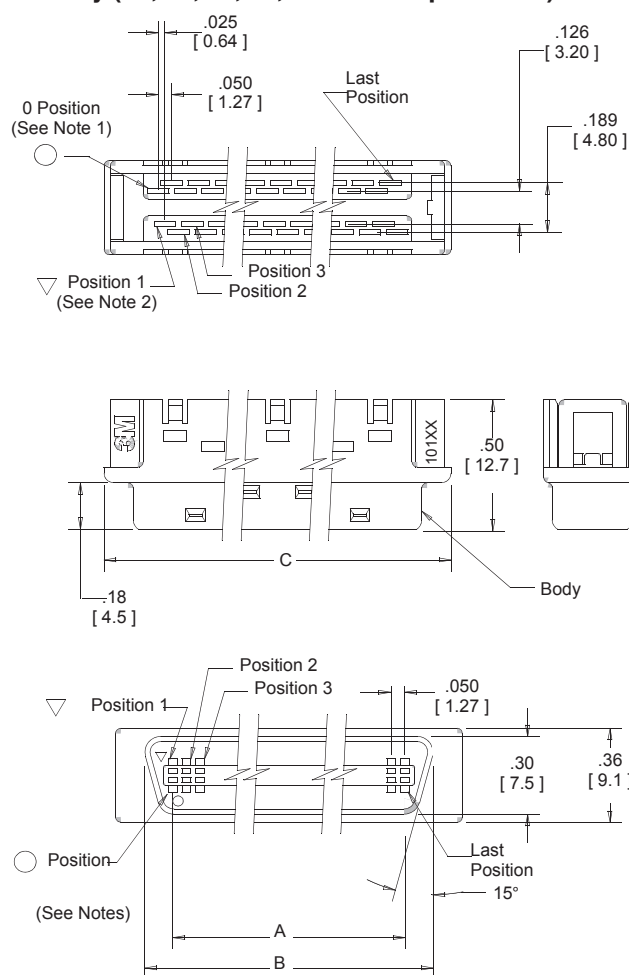 .025
[ 0.64 ]
.126
[ 3.20 ]
.050
[ 1.27 ]
Last
Position
0 Position
(See Note 1)
.189
[ 4.80 ]
Position 3
Position 1
(See Note 2)
Position 2
3M
101XX
.50
[ 12.7 ]
C
Body
.18
[ 4.5 ]
Position 2
Position 3
.050
[ 1.27 ]
Position 1
.30
[ 7.5 ]
.36
[ 9.1 ]
Position
Last
Position
15°
(See Notes)
A
B